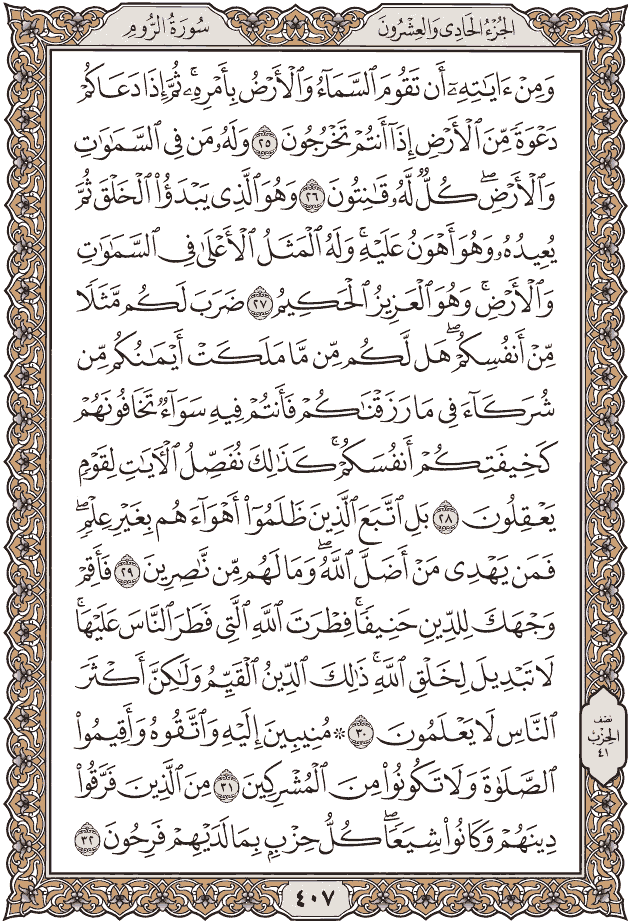 سُورَةُ الرُّومِ
الجُزْءُ الحَادِى وَالعِشْرُونَ
وَمِنْ ءَايَـٰتِهِۦٓ أَن تَقُومَ ٱلسَّمَآءُ وَٱلْأَرْضُ بِأَمْرِهِۦ ۚ ثُمَّ إِذَا دَعَاكُمْ
دَعْوَةً مِّنَ ٱلْأَرْضِ إِذَآ أَنتُمْ تَخْرُجُونَ ٢٥ وَلَهُۥ مَن فِى ٱلسَّمَـٰوَٰتِ
وَٱلْأَرْضِ ۖ كُلٌّ لَّهُۥ قَـٰنِتُونَ ٢٦ وَهُوَ ٱلَّذِى يَبْدَؤُا۟ ٱلْخَلْقَ ثُمَّ
يُعِيدُهُۥ وَهُوَ أَهْوَنُ عَلَيْهِ ۚ وَلَهُ ٱلْمَثَلُ ٱلْأَعْلَىٰ فِى ٱلسَّمَـٰوَٰتِ
وَٱلْأَرْضِ ۚ وَهُوَ ٱلْعَزِيزُ ٱلْحَكِيمُ ٢٧ ضَرَبَ لَكُم مَّثَلًا
مِّنْ أَنفُسِكُمْ ۖ هَل لَّكُم مِّن مَّا مَلَكَتْ أَيْمَـٰنُكُم مِّن
شُرَكَآءَ فِى مَا رَزَقْنَـٰكُمْ فَأَنتُمْ فِيهِ سَوَآءٌ تَخَافُونَهُمْ
كَخِيفَتِكُمْ أَنفُسَكُمْ ۚ كَذَٰلِكَ نُفَصِّلُ ٱلْـَٔايَـٰتِ لِقَوْمٍ
يَعْقِلُونَ ٢٨ بَلِ ٱتَّبَعَ ٱلَّذِينَ ظَلَمُوٓا۟ أَهْوَآءَهُم بِغَيْرِ عِلْمٍ ۖ
فَمَن يَهْدِى مَنْ أَضَلَّ ٱللَّهُ ۖ وَمَا لَهُم مِّن نَّـٰصِرِينَ ٢٩ فَأَقِمْ
وَجْهَكَ لِلدِّينِ حَنِيفًا ۚ فِطْرَتَ ٱللَّهِ ٱلَّتِى فَطَرَ ٱلنَّاسَ عَلَيْهَا ۚ
لَا تَبْدِيلَ لِخَلْقِ ٱللَّهِ ۚ ذَٰلِكَ ٱلدِّينُ ٱلْقَيِّمُ وَلَـٰكِنَّ أَكْثَرَ
ٱلنَّاسِ لَا يَعْلَمُونَ ٣٠ ۞ مُنِيبِينَ إِلَيْهِ وَٱتَّقُوهُ وَأَقِيمُوا۟
ٱلصَّلَوٰةَ وَلَا تَكُونُوا۟ مِنَ ٱلْمُشْرِكِينَ ٣١ مِنَ ٱلَّذِينَ فَرَّقُوا۟
دِينَهُمْ وَكَانُوا۟ شِيَعًا ۖ كُلُّ حِزْبٍۭ بِمَا لَدَيْهِمْ فَرِحُونَ ٣٢
نصف
الحزب
٤١
٤٠٧